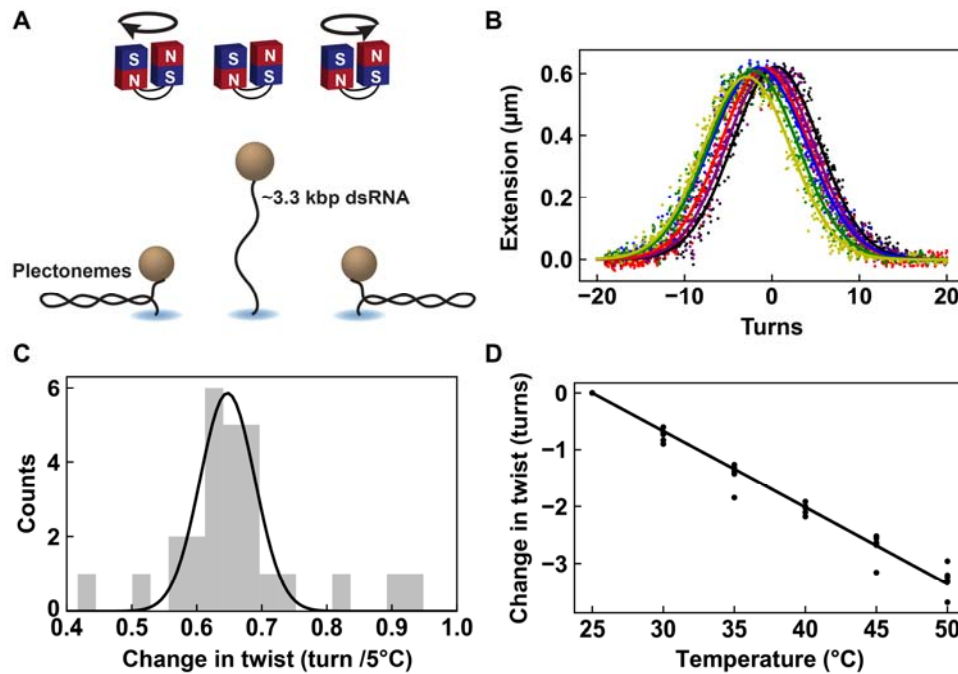 A
S
N
N
S
S
N
N
S
S
N
N
S
~3.3 kbp dsRNA
Plectonemes
B
Extension (μm)
0.6
0.4
0.2
0.0
−20
−10
0
10
20
Turns
C
Counts
6
4
2
0
0.4
0.5
0.6
0.7
0.8
0.9
1.0
Change in twist (turn /5°C)
D
Change in twist (turns)
0
−1
−2
−3
25
30
35
40
45
50
Temperature (°C)